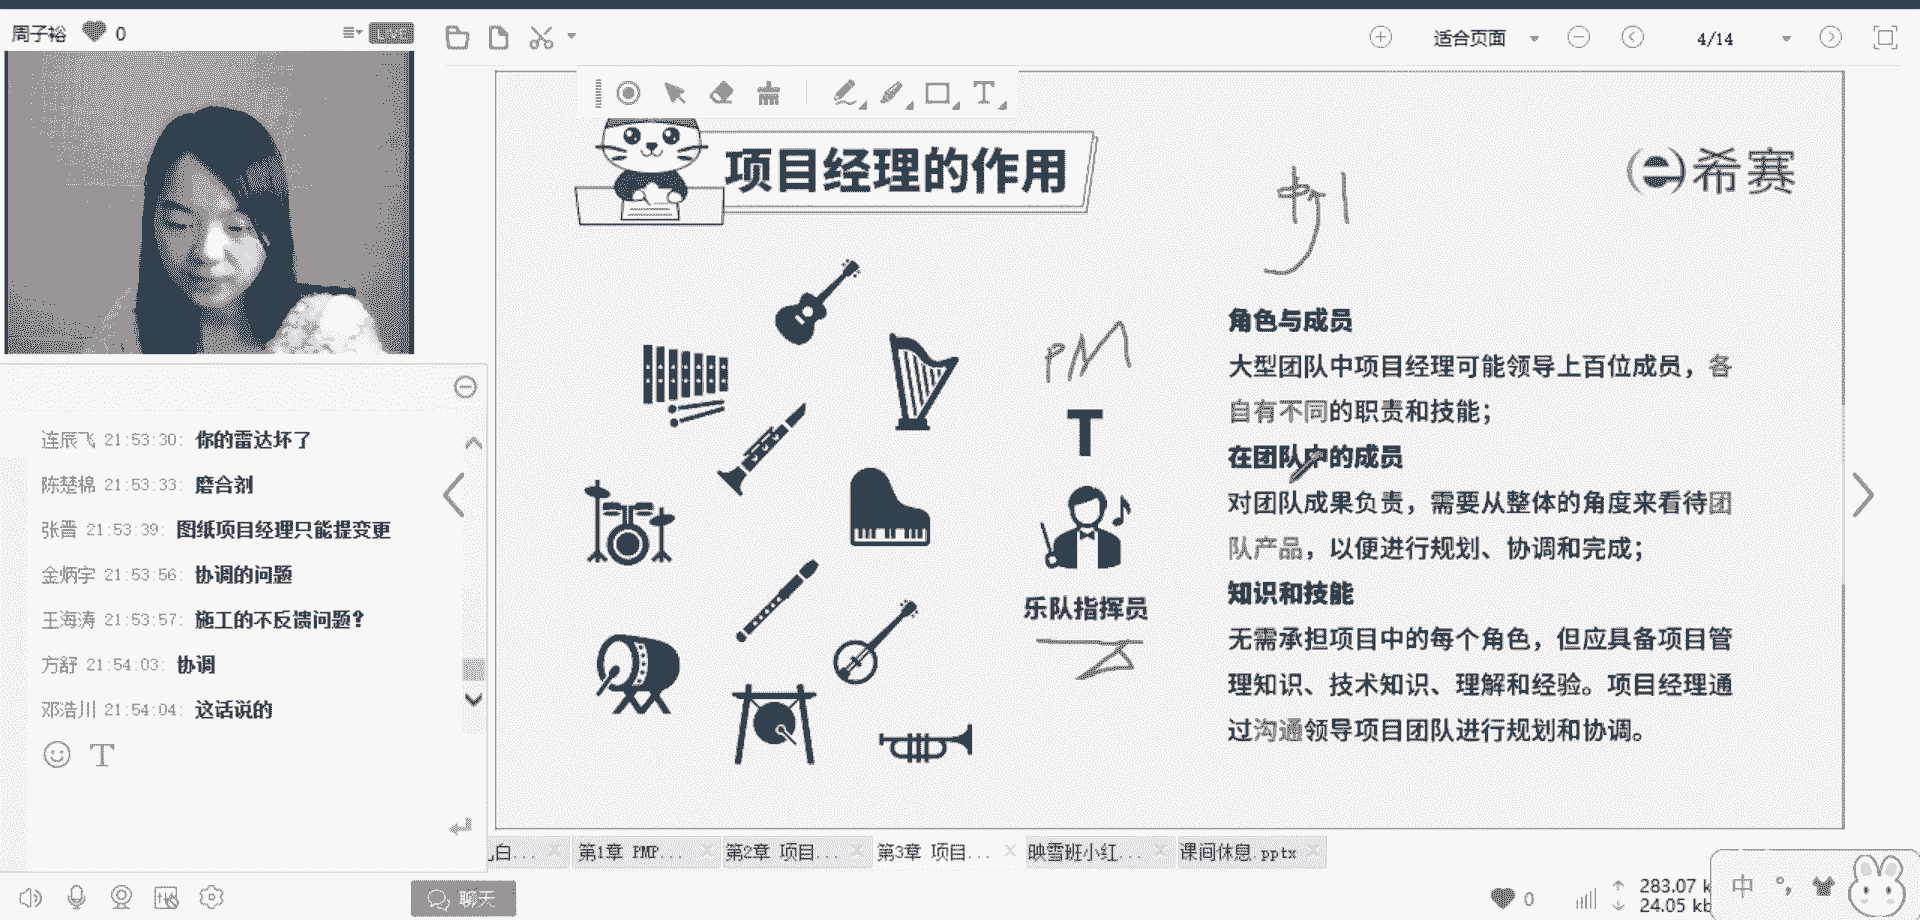 周子裕 0 LIVE
适合页面 4/14
项目经理的作用
希赛
PM
T
乐队指挥员
角色与成员
大型团队中项目经理可能领导上百位成员，各
自有不同的职责和技能；
在团队中的成员
对团队成果负责，需要从整体的角度来看待团
队产品，以便进行规划、协调和完成；
知识和技能
无需承担项目中的每个角色，但应具备项目管
理知识、技术知识、理解和经验。项目经理通
过沟通领导项目团队进行规划和协调。
连辰飞 21:53:30: 你的雷达坏了
陈楚棉 21:53:33: 磨合剂
张晋 21:53:39: 图纸项目经理只能提变更
金炳宇 21:53:56: 协调的问题
王海涛 21:53:57: 施工的不反馈问题？
方舒 21:54:03: 协调
邓浩川 21:54:04: 这话说的
T
白... 第1章 PMP... 第2章 项目... 第3章 项目... 映雪班小红... 课间休息.pptx
聊天
0 283.07 k
24.05 kb
中